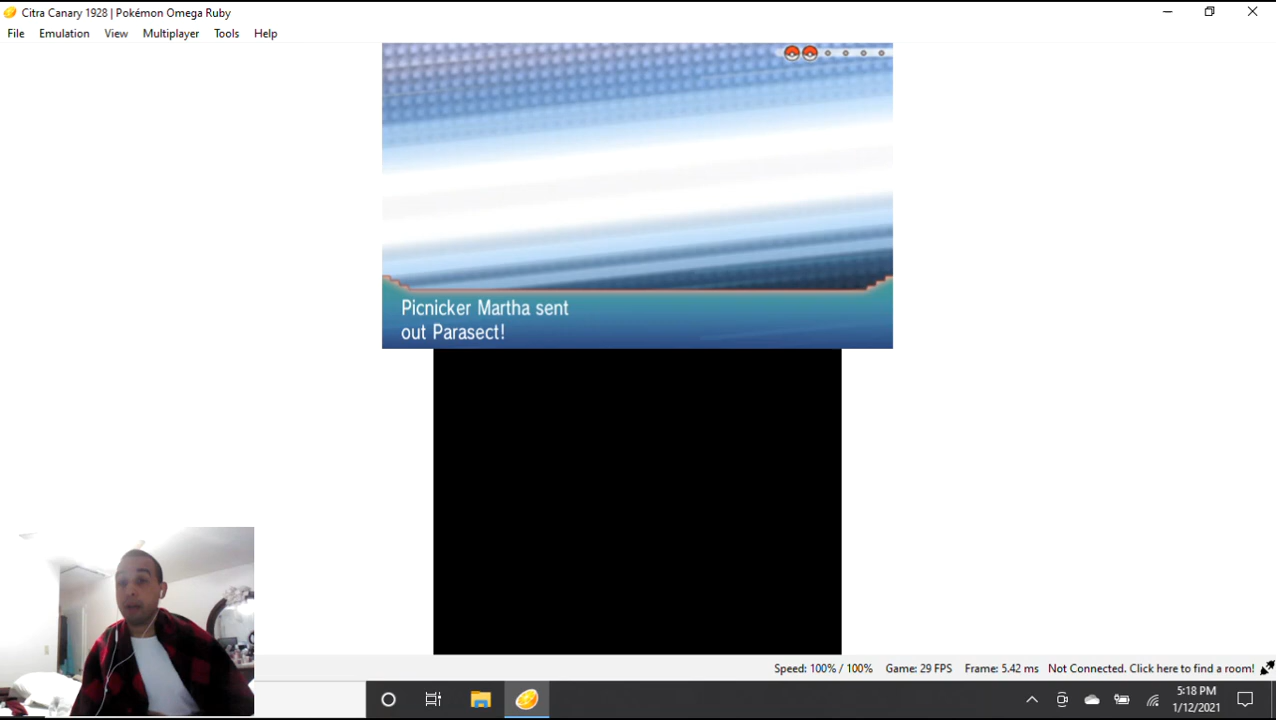 Citra Canary 1928 | Pokémon Omega Ruby
File Emulation View Multiplayer Tools Help
Picnicker Martha sent
out Parasect!
Speed: 100% / 100% Game: 29 FPS Frame: 5.42 ms Not Connected. Click here to find a room!
5:18 PM
1/12/2021